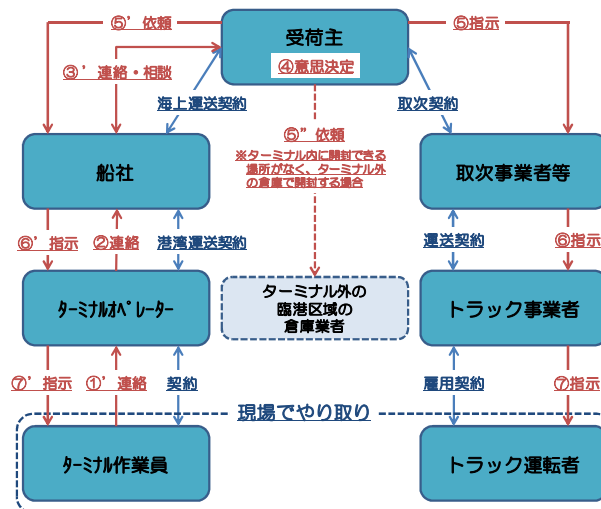 ⑤’依頼
受荷主
⑤指示
④意思決定
③’連絡・相談
海上運送契約
取次契約
⑤”依頼
※ターミナル内に開封できる
場所がなく、ターミナル外
の倉庫で開封する場合
船社
取次事業者等
⑥’指示
②連絡
港湾運送契約
運送契約
⑥指示
ﾀｰﾐﾅﾙｵﾍﾟﾚｰﾀｰ
ターミナル外の
臨港区域の
倉庫業者
トラック事業者
⑦’指示
①’連絡
契約
雇用契約
⑦指示
現場でやり取り
ﾀｰﾐﾅﾙ作業員
トラック運転者